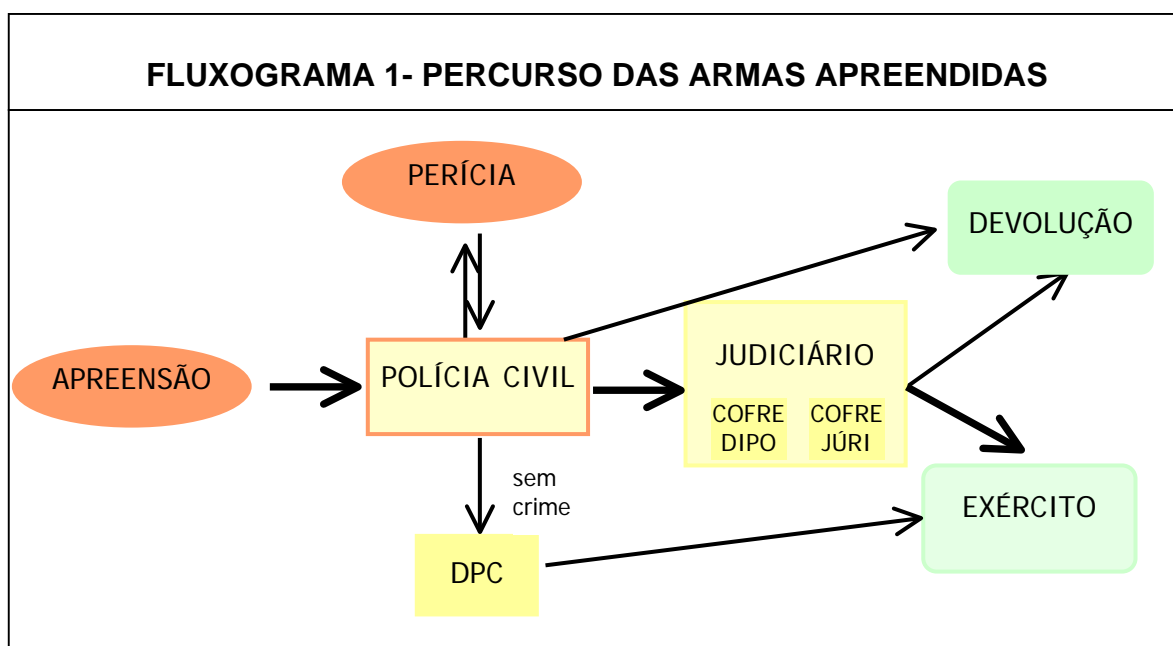 FLUXOGRAMA 1- PERCURSO DAS ARMAS APREENDIDAS
PERÍCIA
DEVOLUÇÃO
APREENSÃO
POLÍCIA CIVIL
JUDICIÁRIO
COFRE
DIPO
COFRE
JÚRI
sem
crime
EXÉRCITO
DPC